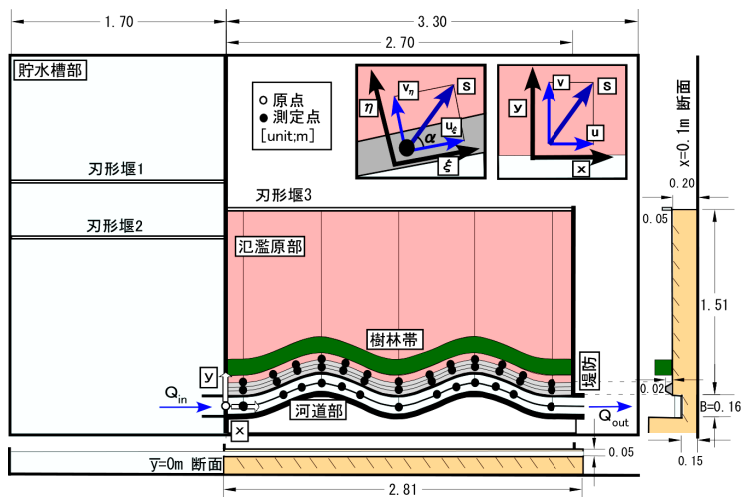 1.70
3.30
2.70
貯水槽部
原点
測定点
[unit;m]
η
vη
S
uξ
α
ξ
y
v
S
u
x
x=0.1m 断面
0.20
刃形堰1
刃形堰2
刃形堰3
0.05
氾濫原部
1.51
樹林帯
堤防
y
Qin
河道部
x
Qout
0.02
B=0.16
0.15
y=0m 断面
0.05
2.81